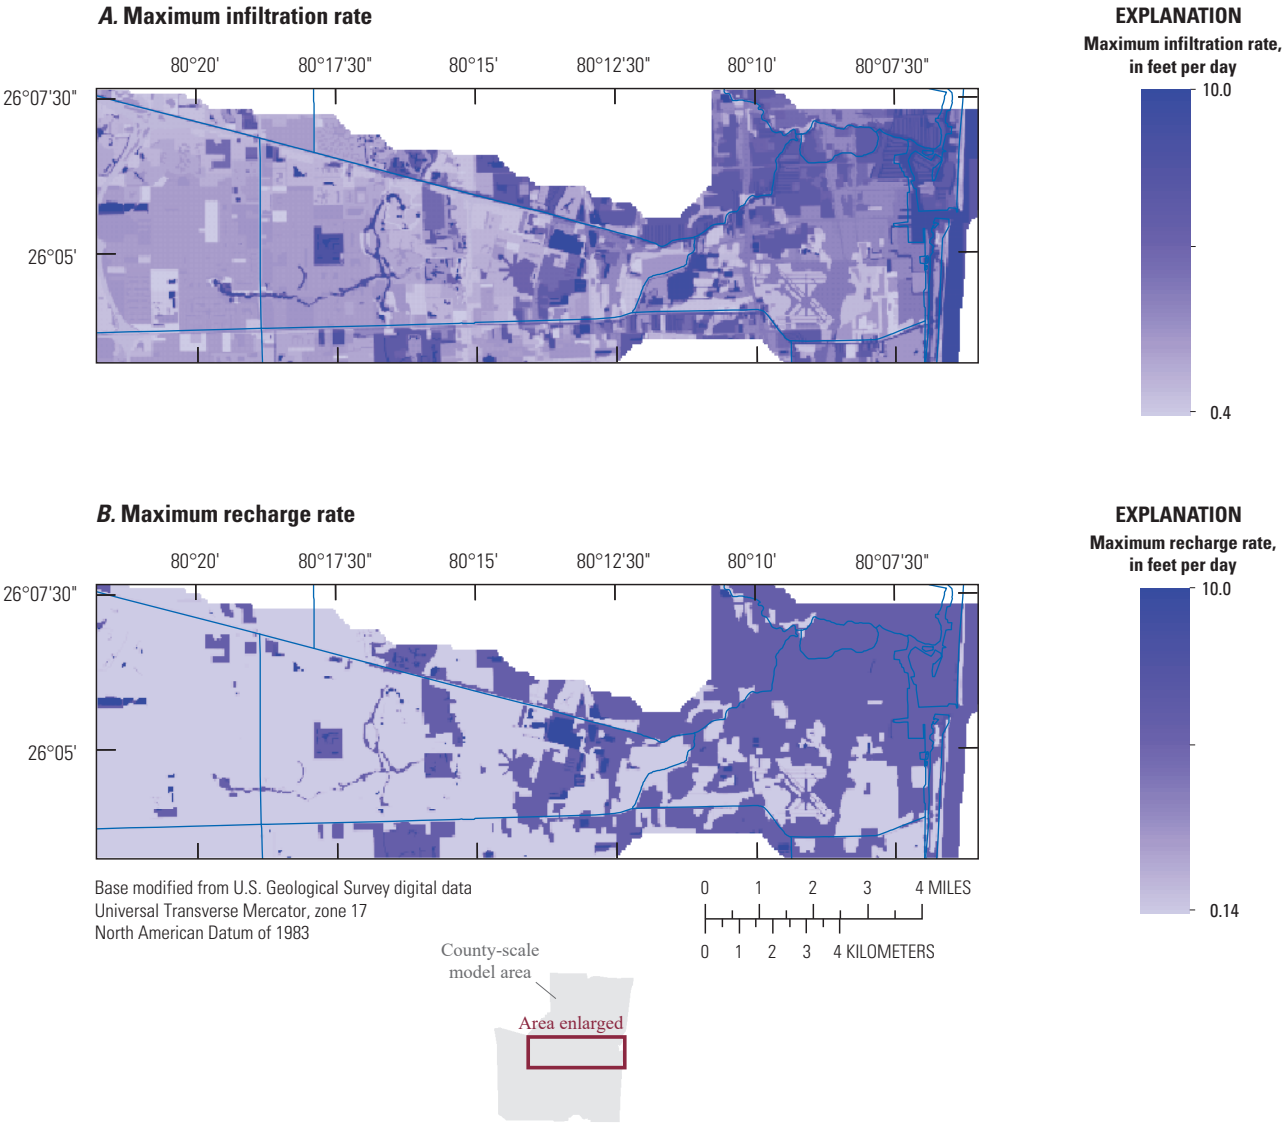 A. Maximum infiltration rate
80°20' 80°17'30" 80°15' 80°12'30" 80°10' 80°07'30"
26°07'30"
26°05'
EXPLANATION
Maximum infiltration rate,
in feet per day
10.0
0.4
B. Maximum recharge rate
80°20' 80°17'30" 80°15' 80°12'30" 80°10' 80°07'30"
26°07'30"
26°05'
EXPLANATION
Maximum recharge rate,
in feet per day
10.0
0.14
Base modified from U.S. Geological Survey digital data
Universal Transverse Mercator, zone 17
North American Datum of 1983
0 1 2 3 4 MILES
0 1 2 3 4 KILOMETERS
County-scale
model area
Area enlarged